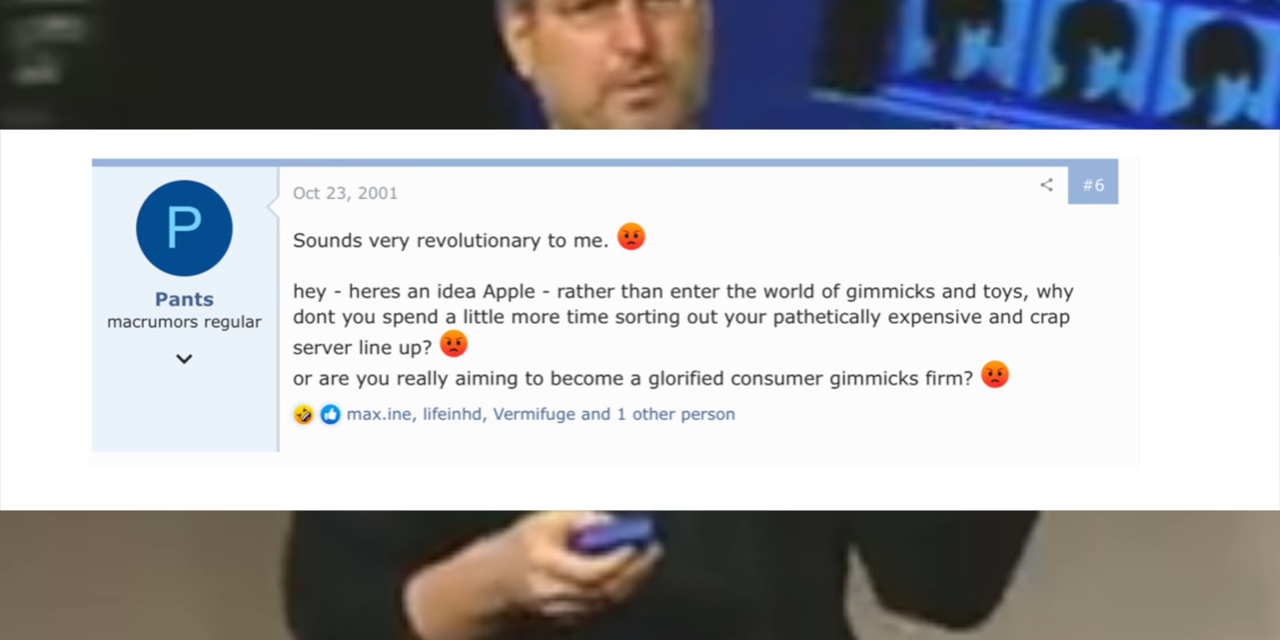 Oct 23, 2001
#6
P
Pants
macrumors regular
Sounds very revolutionary to me. 😡
hey - heres an idea Apple - rather than enter the world of gimmicks and toys, why
dont you spend a little more time sorting out your pathetically expensive and crap
server line up? 😡
or are you really aiming to become a glorified consumer gimmicks firm? 😡
max.ine, lifeinhd, Vermifuge and 1 other person